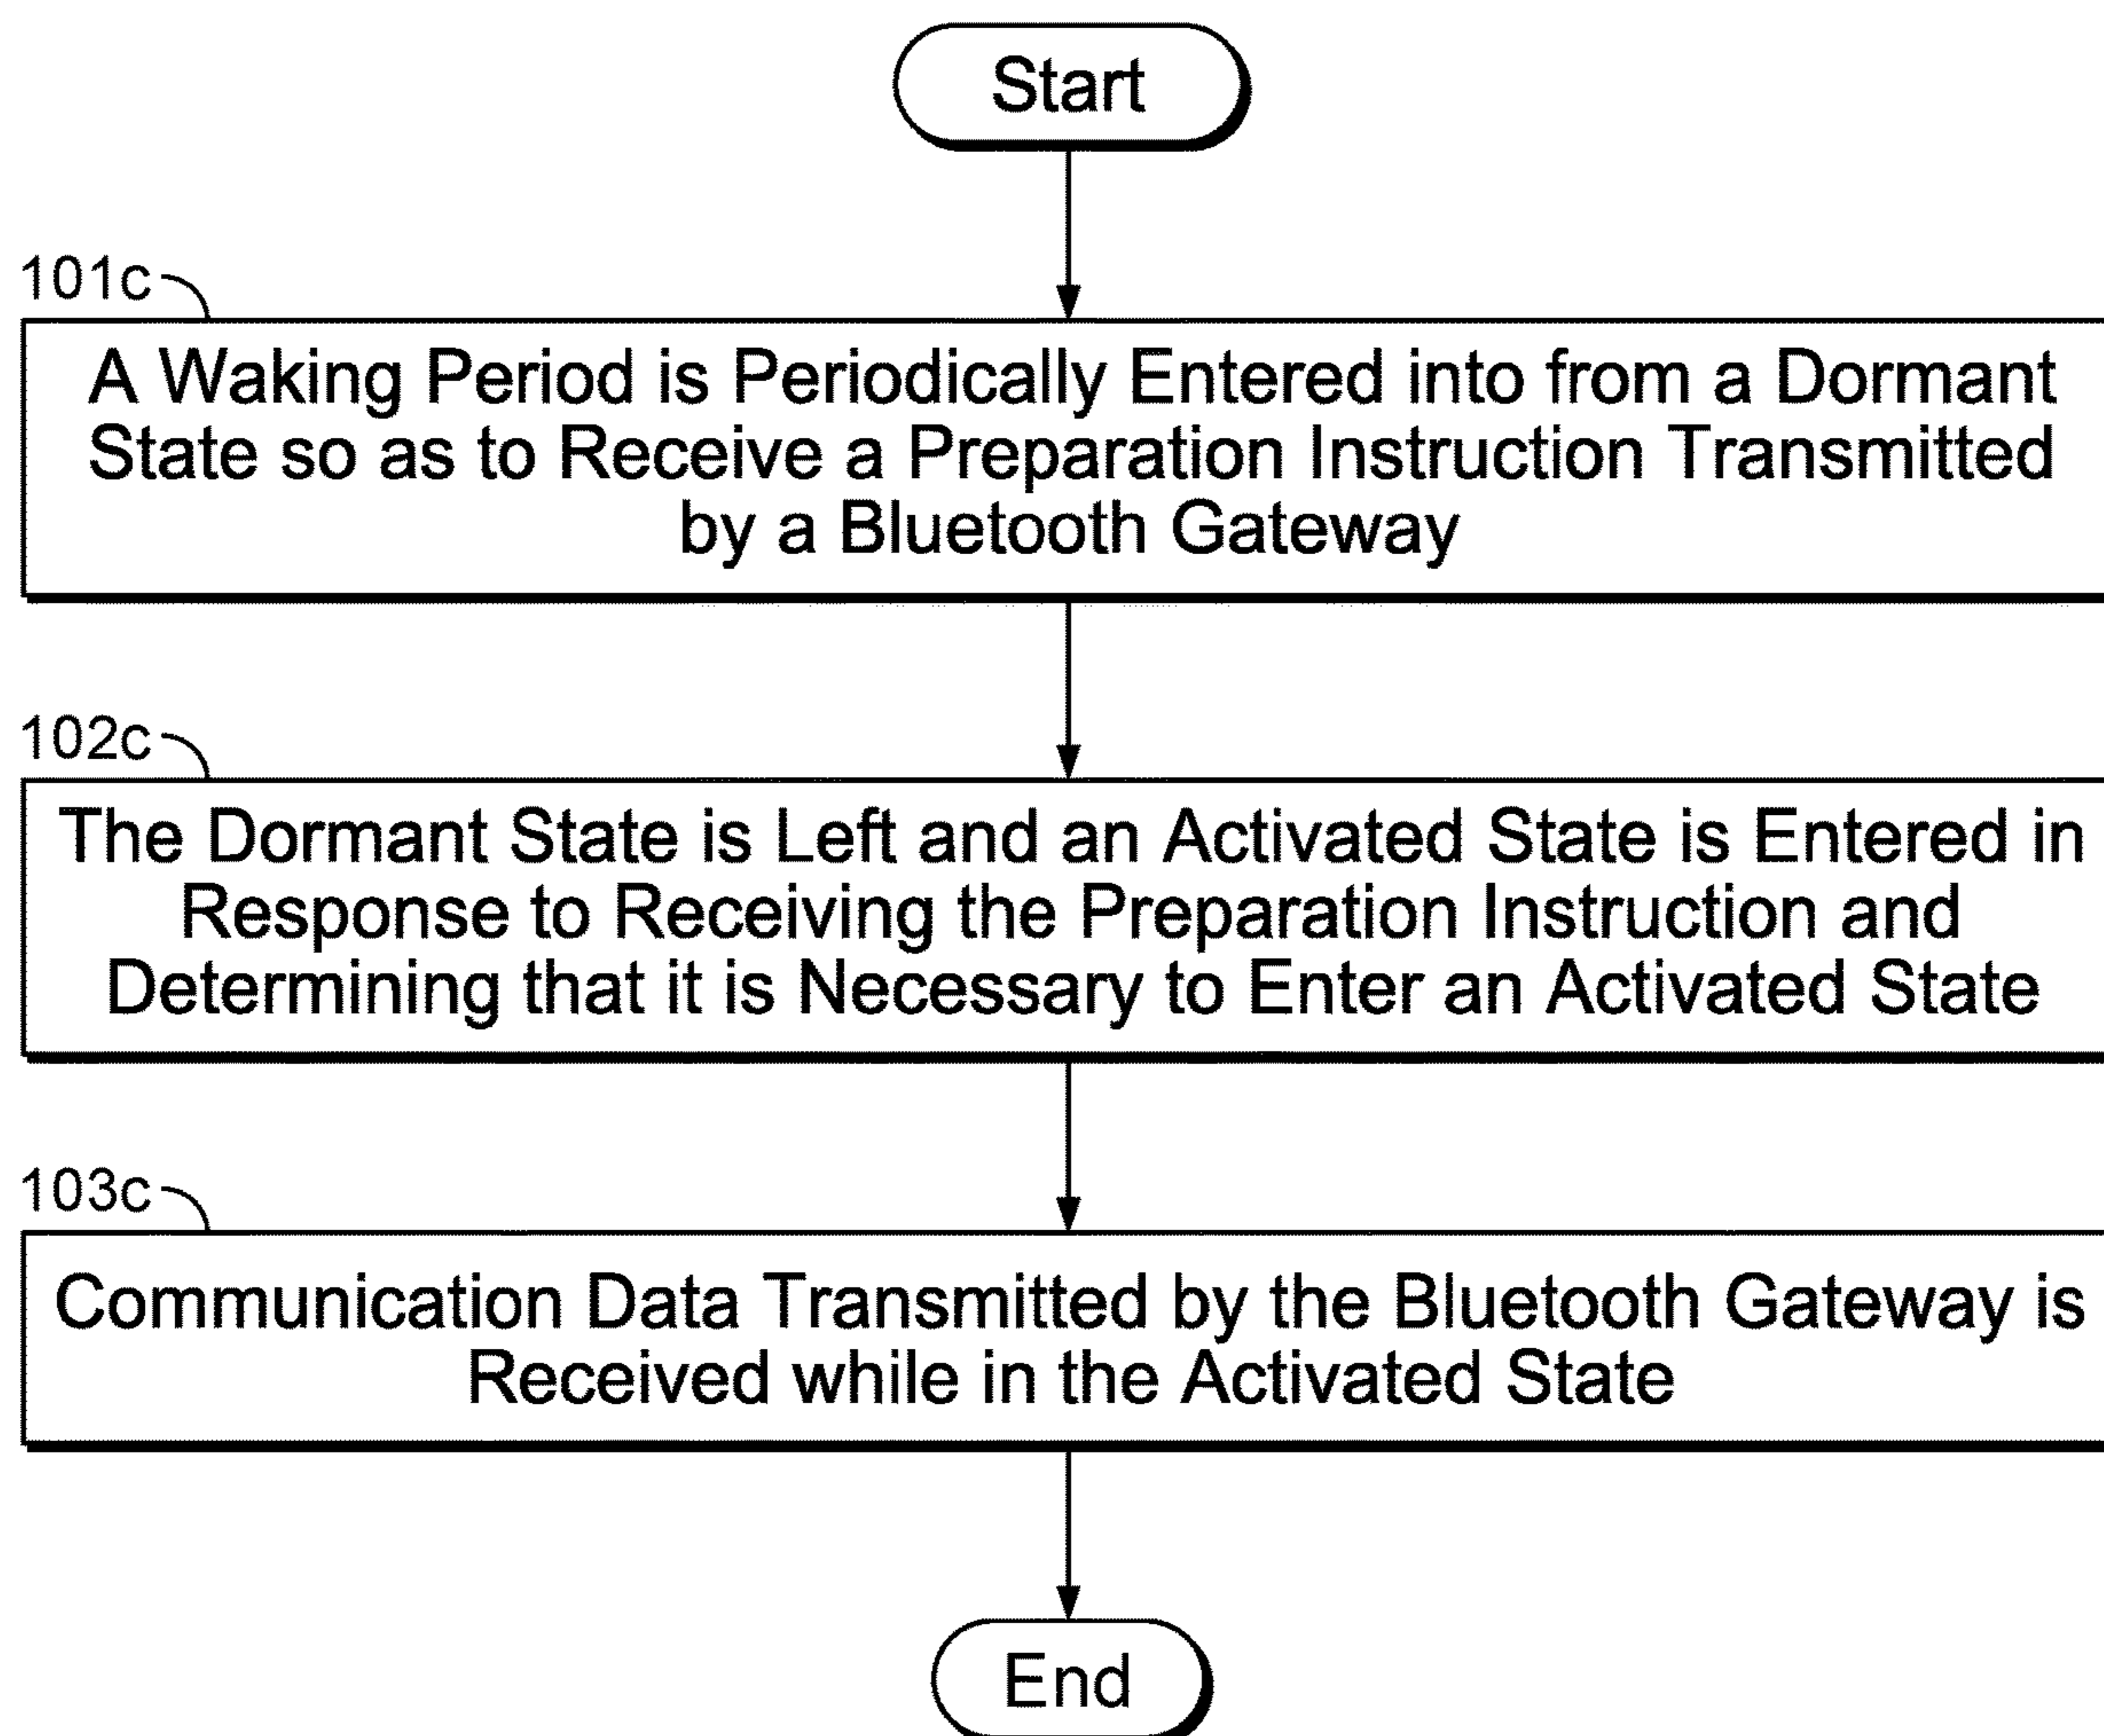 Start
101c
A Waking Period is Periodically Entered into from a Dormant
State so as to Receive a Preparation Instruction Transmitted
by a Bluetooth Gateway
102c
The Dormant State is Left and an Activated State is Entered in
Response to Receiving the Preparation Instruction and
Determining that it is Necessary to Enter an Activated State
103c
Communication Data Transmitted by the Bluetooth Gateway is
Received while in the Activated State
End